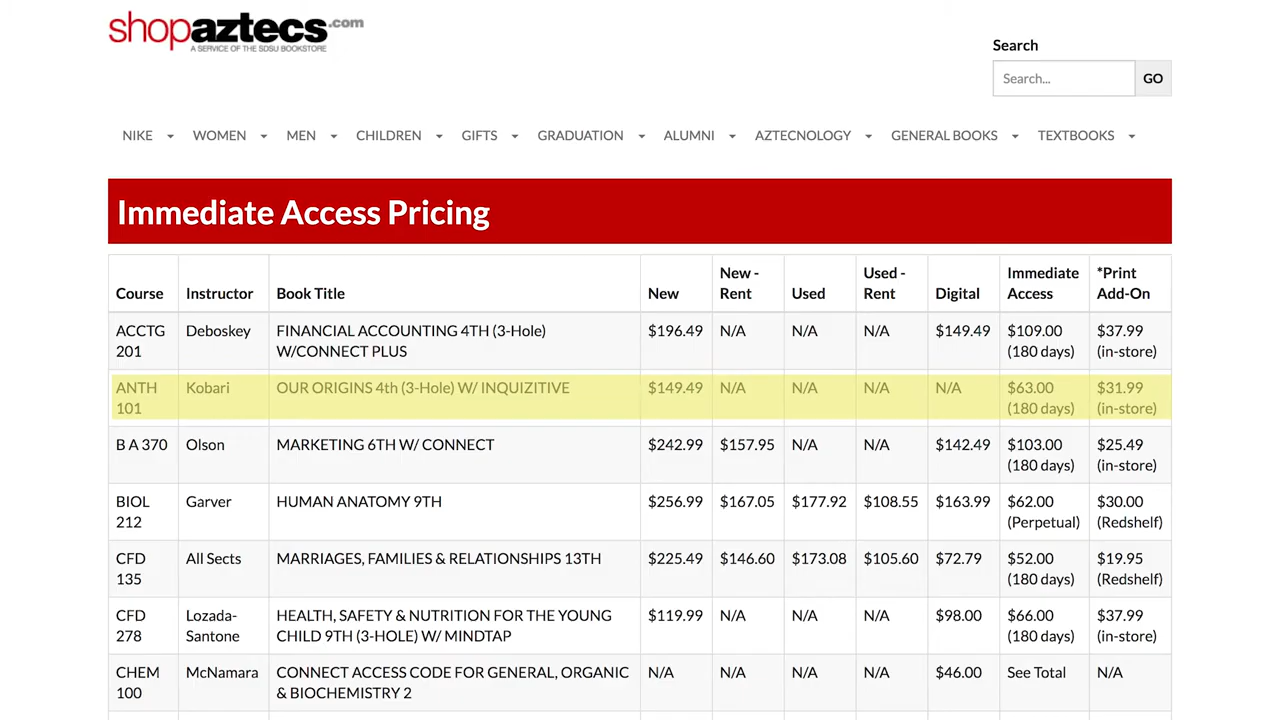 shopaztecs.com
A SERVICE OF THE SDSU BOOKSTORE
Search
Search... GO
NIKE WOMEN MEN CHILDREN GIFTS GRADUATION ALUMNI AZTECNOLOGY GENERAL BOOKS TEXTBOOKS
Immediate Access Pricing
Course Instructor Book Title New New - Rent Used Used - Rent Digital Immediate Access *Print Add-On
ACCTG 201 Deboskey FINANCIAL ACCOUNTING 4TH (3-Hole) W/CONNECT PLUS $196.49 N/A N/A N/A $149.49 $109.00 (180 days) $37.99 (in-store)
ANTH 101 Kobari OUR ORIGINS 4th (3-Hole) W/ INQUIZITIVE $149.49 N/A N/A N/A N/A $63.00 (180 days) $31.99 (in-store)
B A 370 Olson MARKETING 6TH W/ CONNECT $242.99 $157.95 N/A N/A $142.49 $103.00 (180 days) $25.49 (in-store)
BIOL 212 Garver HUMAN ANATOMY 9TH $256.99 $167.05 $177.92 $108.55 $163.99 $62.00 (Perpetual) $30.00 (Redshelf)
CFD 135 All Sects MARRIAGES, FAMILIES & RELATIONSHIPS 13TH $225.49 $146.60 $173.08 $105.60 $72.79 $52.00 (180 days) $19.95 (Redshelf)
CFD 278 Lozada-Santone HEALTH, SAFETY & NUTRITION FOR THE YOUNG CHILD 9TH (3-HOLE) W/ MINDTAP $119.99 N/A N/A N/A $98.00 $66.00 (180 days) $37.99 (in-store)
CHEM 100 McNamara CONNECT ACCESS CODE FOR GENERAL, ORGANIC & BIOCHEMISTRY 2 N/A N/A N/A N/A $46.00 See Total N/A